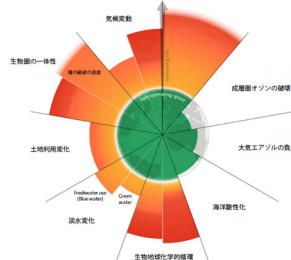 気候変動
生物圏の一体性
種の絶滅の速度
Safe operating space
成層圏オゾンの破壊
大気エアゾルの負
土地利用変化
Freshwater use
(Blue water)
Green
water
海洋酸性化
淡水変化
生物地球化学的循環